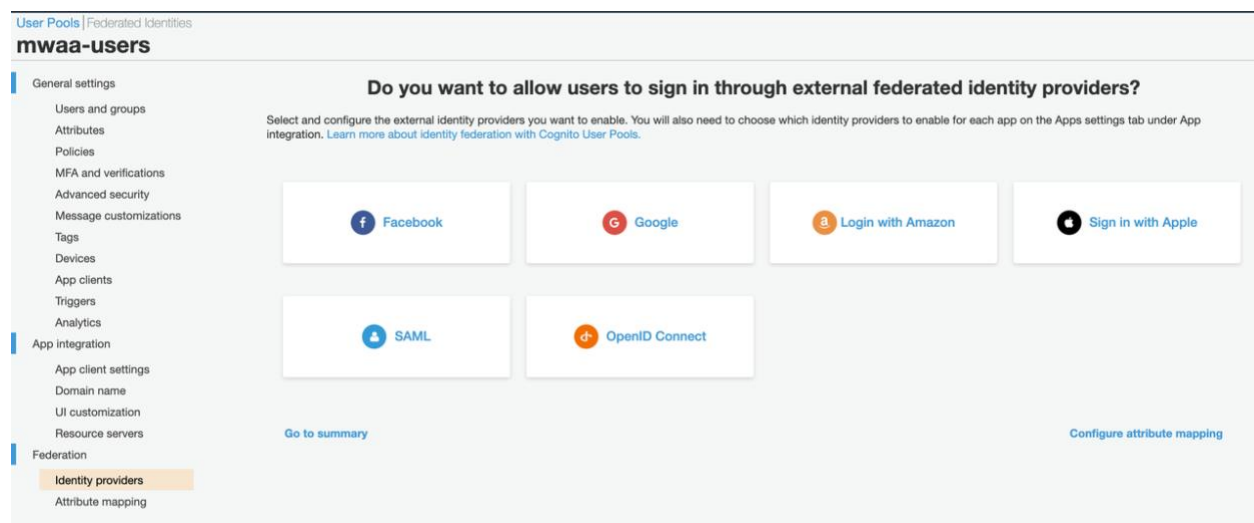 User Pools | Federated Identities
mwaa-users
General settings
Users and groups
Attributes
Policies
MFA and verifications
Advanced security
Message customizations
Tags
Devices
App clients
Triggers
Analytics
App integration
App client settings
Domain name
UI customization
Resource servers
Federation
Identity providers
Attribute mapping
Do you want to allow users to sign in through external federated identity providers?
Select and configure the external identity providers you want to enable. You will also need to choose which identity providers to enable for each app on the Apps settings tab under App
integration. Learn more about identity federation with Cognito User Pools.
f Facebook
G Google
a Login with Amazon
Sign in with Apple
SAML
OpenID Connect
Go to summary
Configure attribute mapping